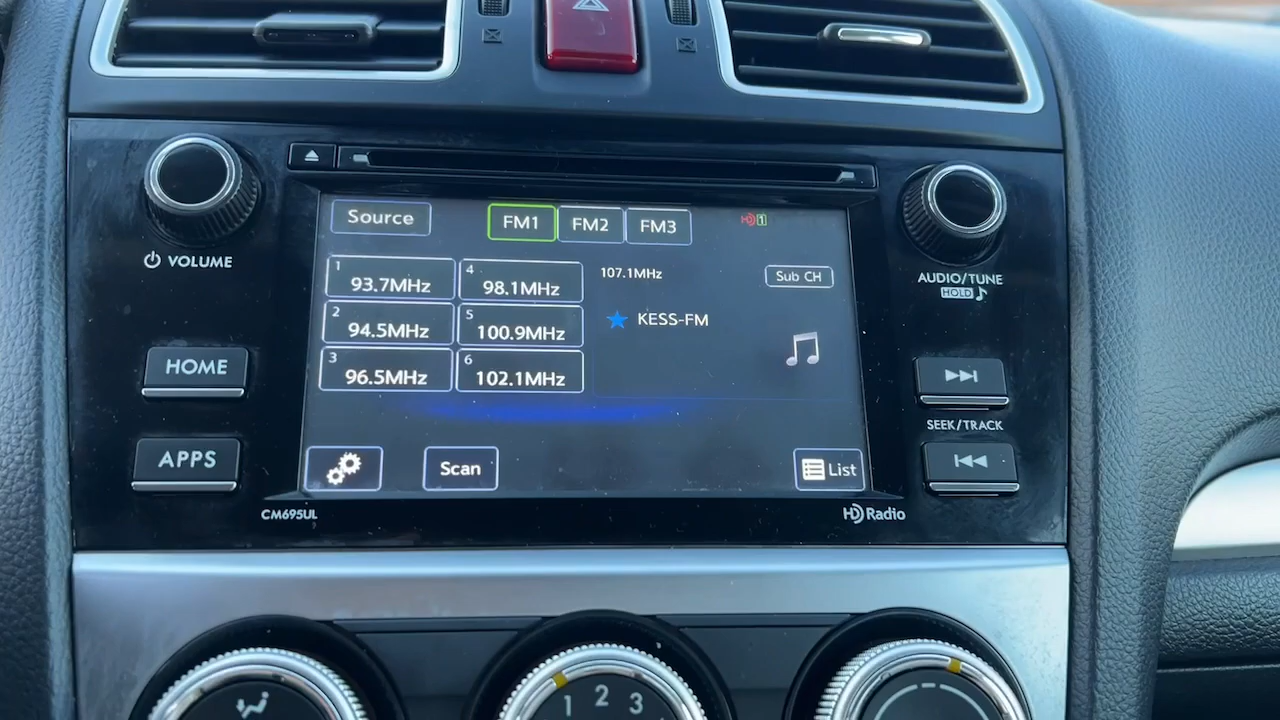 Source
FM1
FM2
FM3
HD 1
1 93.7MHz
4 98.1MHz
107.1MHz
Sub CH
2 94.5MHz
5 100.9MHz
KESS-FM
3 96.5MHz
6 102.1MHz
Scan
List
VOLUME
AUDIO/TUNE
HOLD
HOME
APPS
SEEK/TRACK
CM695UL
HD Radio
1 2 3